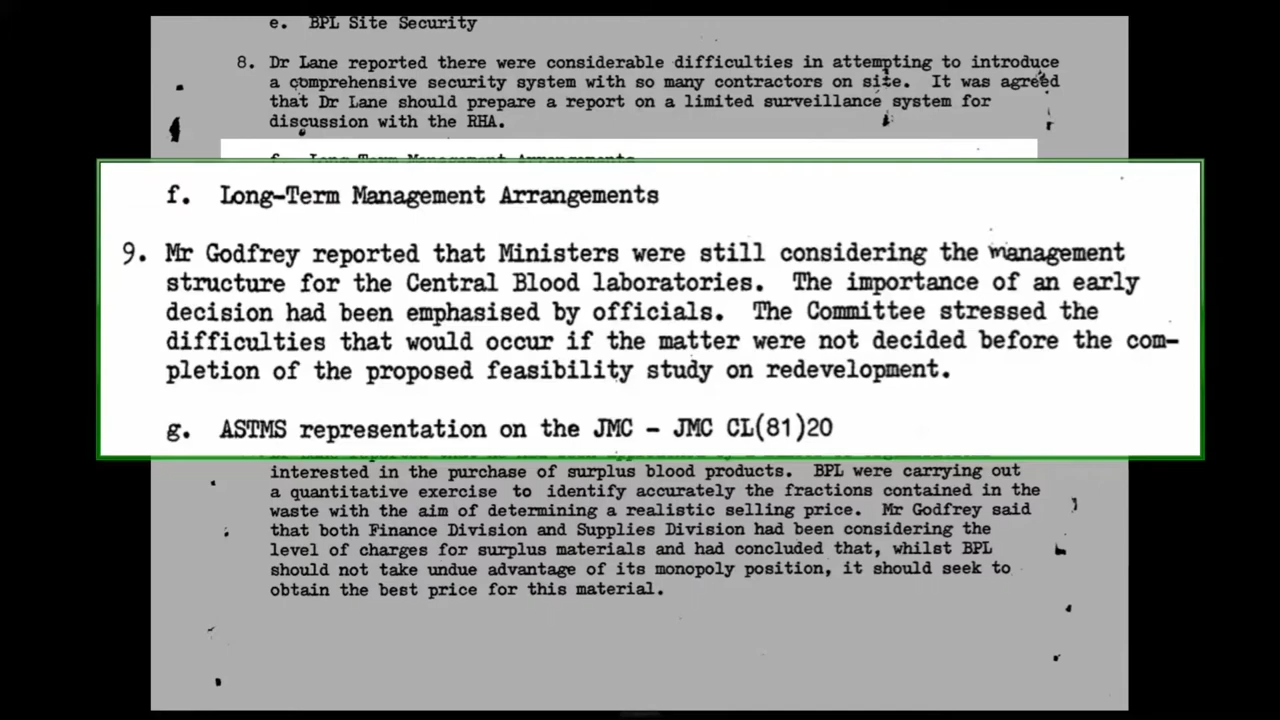 e. BPL Site Security
8. Dr Lane reported there were considerable difficulties in attempting to introduce
a comprehensive security system with so many contractors on site. It was agreed
that Dr Lane should prepare a report on a limited surveillance system for
discussion with the RHA.
f. Long-Term Management Arrangements
f. Long-Term Management Arrangements
9. Mr Godfrey reported that Ministers were still considering the management
structure for the Central Blood laboratories. The importance of an early
decision had been emphasised by officials. The Committee stressed the
difficulties that would occur if the matter were not decided before the com-
pletion of the proposed feasibility study on redevelopment.
g. ASTMS representation on the JMC - JMC CL(81)20
interested in the purchase of surplus blood products. BPL were carrying out
a quantitative exercise to identify accurately the fractions contained in the
waste with the aim of determining a realistic selling price. Mr Godfrey said
that both Finance Division and Supplies Division had been considering the
level of charges for surplus materials and had concluded that, whilst BPL
should not take undue advantage of its monopoly position, it should seek to
obtain the best price for this material.